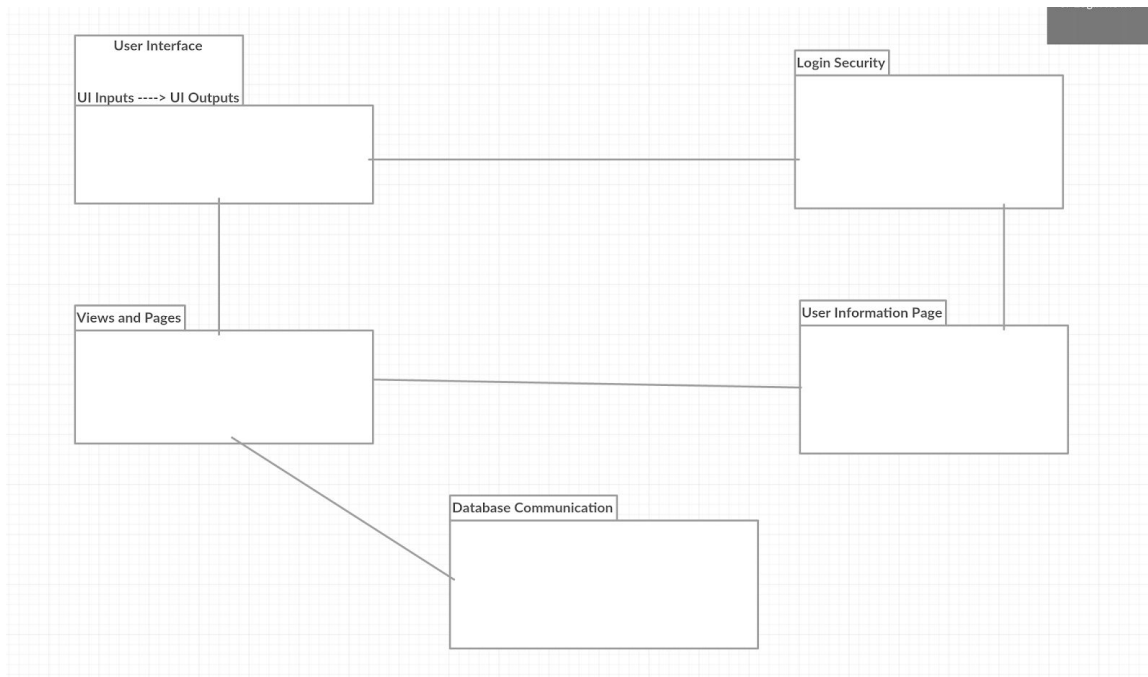 User Interface
UI Inputs ----> UI Outputs
Login Security
Views and Pages
User Information Page
Database Communication